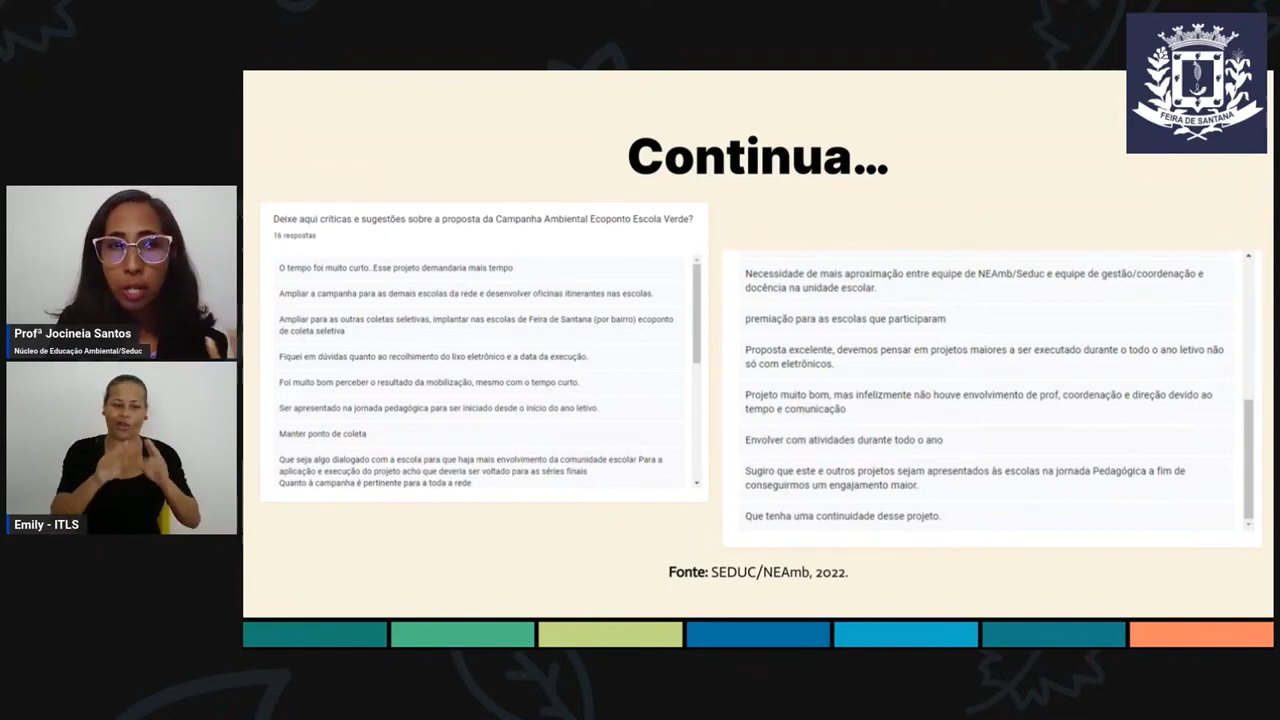 FEIRA DE SANTANA
Continua...
Deixe aqui críticas e sugestões sobre a proposta da Campanha Ambiental Ecoponto Escola Verde?
16 respostas
O tempo foi muito curto..Esse projeto demandaria mais tempo
Ampliar a campanha para as demais escolas da rede e desenvolver oficinas itinerantes nas escolas.
Ampliar para as outras coletas seletivas, implantar nas escolas de Feira de Santana (por bairro) ecoponto
de coleta seletiva
Fiquei em dúvidas quanto ao recolhimento do lixo eletrônico e a data da execução.
Foi muito bom perceber o resultado da mobilização, mesmo com o tempo curto.
Ser apresentado na jornada pedagógica para ser iniciado desde o início do ano letivo.
Manter ponto de coleta
Que seja algo dialogado com a escola para que haja mais envolvimento da comunidade escolar Para a
aplicação e execução do projeto acho que deveria ser voltado para as séries finais
Quanto à campanha é pertinente para a toda a rede
Necessidade de mais aproximação entre equipe de NEAmb/Seduc e equipe de gestão/coordenação e
docência na unidade escolar.
premiação para as escolas que participaram
Proposta excelente, devemos pensar em projetos maiores a ser executado durante o todo o ano letivo não
só com eletrônicos.
Projeto muito bom, mas infelizmente não houve envolvimento de prof, coordenação e direção devido ao
tempo e comunicação
Envolver com atividades durante todo o ano
Sugiro que este e outros projetos sejam apresentados às escolas na jornada Pedagógica a fim de
conseguirmos um engajamento maior.
Que tenha uma continuidade desse projeto.
Fonte: SEDUC/NEAmb, 2022.
Profª Jocineia Santos
Núcleo de Educação Ambiental/Seduc
Emily - ITLS